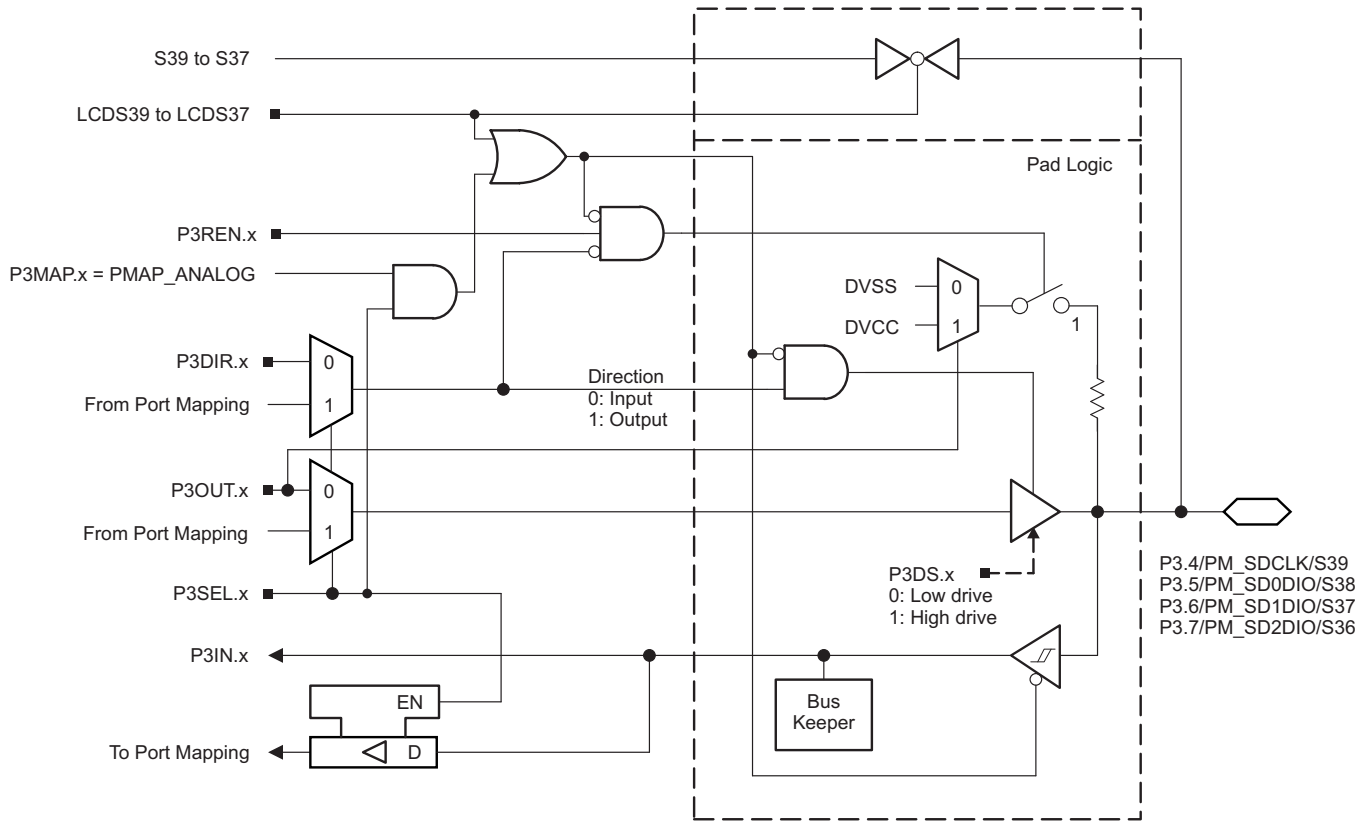 S39 to S37
LCDS39 to LCDS37
Pad Logic
P3REN.x
P3MAP.x = PMAP_ANALOG
DVSS
0
DVCC
1
1
P3DIR.x
0
From Port Mapping
1
Direction
0: Input
1: Output
P3OUT.x
0
From Port Mapping
1
P3SEL.x
P3DS.x
0: Low drive
1: High drive
P3.4/PM_SDCLK/S39
P3.5/PM_SD0DIO/S38
P3.6/PM_SD1DIO/S37
P3.7/PM_SD2DIO/S36
P3IN.x
EN
Bus
Keeper
To Port Mapping
D